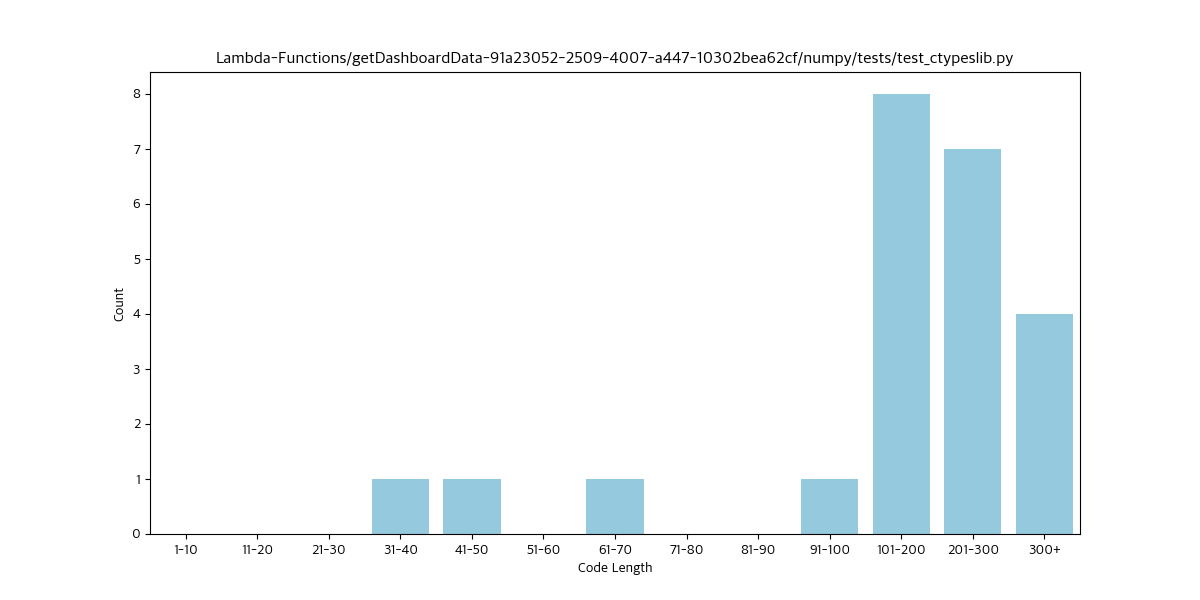 Lambda-Functions/getDashboardData-91a23052-2509-4007-a447-10302bea62cf/numpy/tests/test_ctypeslib.py
8
7
6
5
4
3
2
1
0
Count
1-10 11-20 21-30 31-40 41-50 51-60 61-70 71-80 81-90 91-100 101-200 201-300 300+
Code Length